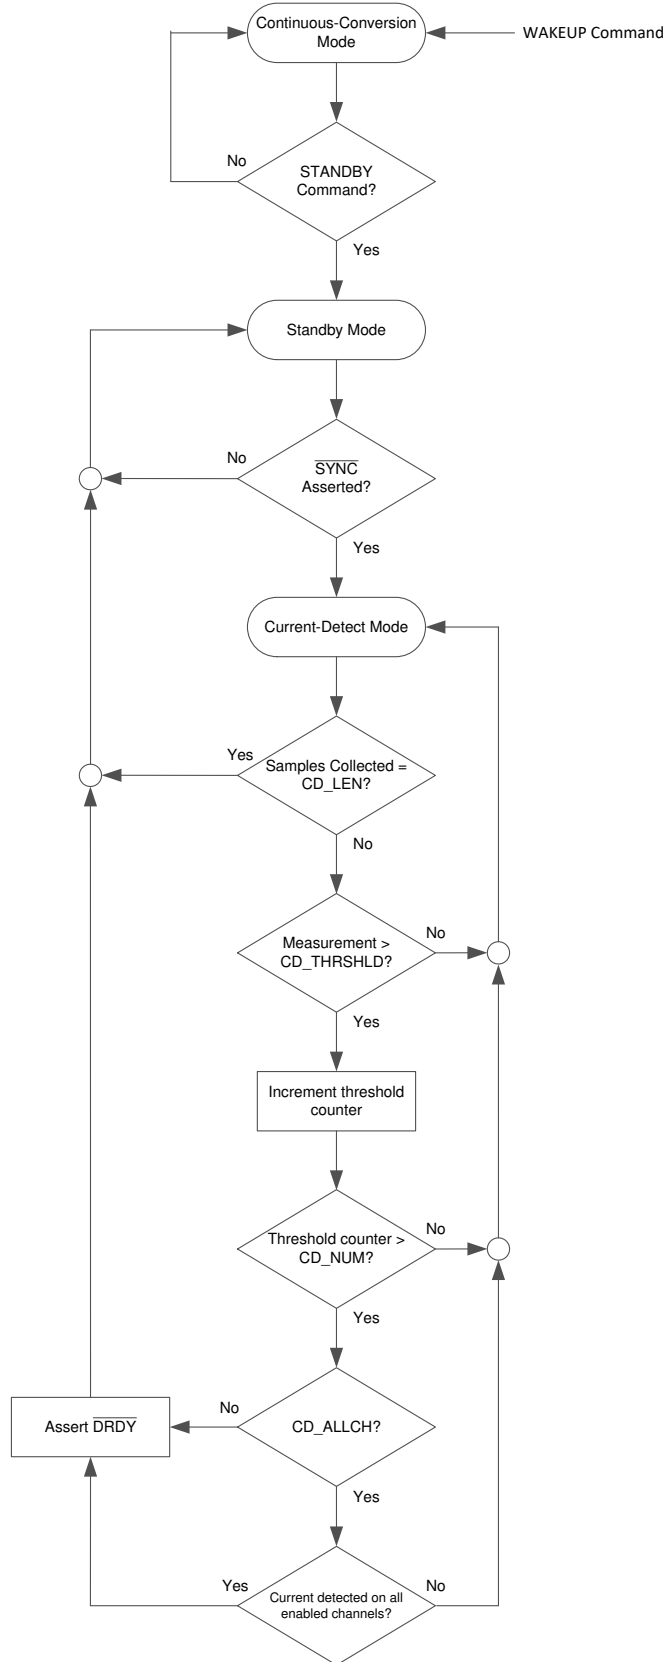 Continuous-Conversion
Mode
WAKEUP Command
No
STANDBY
Command?
Yes
Standby Mode
No
SYNC
Asserted?
Yes
Current-Detect Mode
Yes
Samples Collected =
CD_LEN?
No
Measurement >
CD_THRSHLD?
No
Yes
Increment threshold
counter
Threshold counter >
CD_NUM?
No
Yes
Assert DRDY
No
CD_ALLCH?
Yes
Yes
Current detected on all
enabled channels?
No